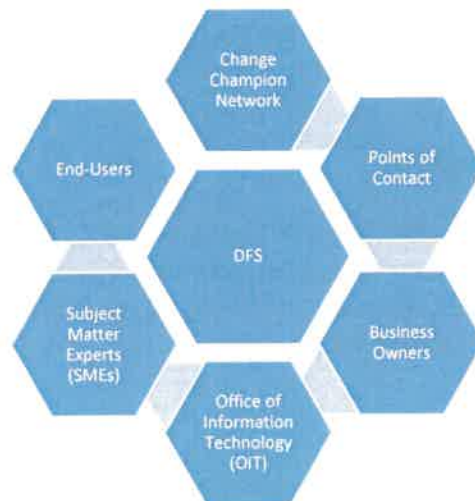 Change
Champion
Network
Points of
Contact
Business
Owners
Office of
Information
Technology
(OIT)
Subject
Matter
Experts
(SMEs)
End-Users
DFS